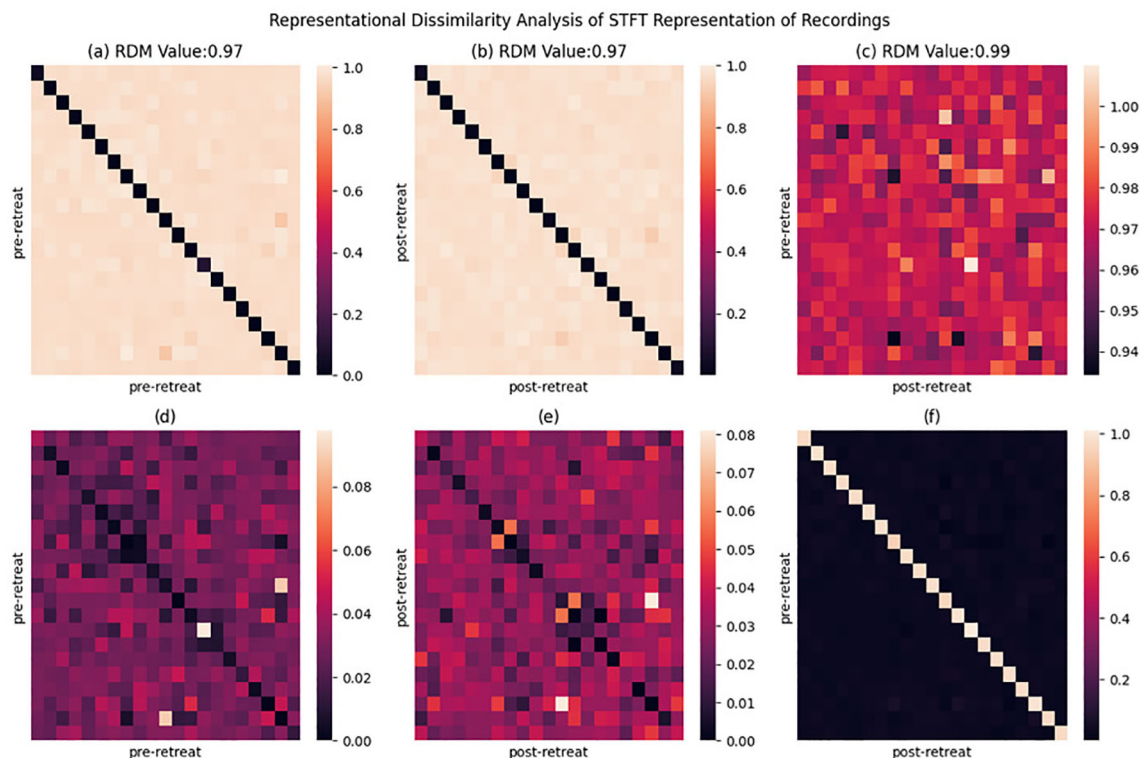 Representational Dissimilarity Analysis of STFT Representation of Recordings
(a) RDM Value:0.97
pre-retreat
pre-retreat
1.0
0.8
0.6
0.4
0.2
0.0
(b) RDM Value:0.97
post-retreat
post-retreat
1.0
0.8
0.6
0.4
0.2
(c) RDM Value:0.99
pre-retreat
post-retreat
1.00
0.99
0.98
0.97
0.96
0.95
0.94
(d)
pre-retreat
pre-retreat
0.08
0.06
0.04
0.02
0.00
(e)
post-retreat
post-retreat
0.08
0.07
0.06
0.05
0.04
0.03
0.02
0.01
0.00
(f)
pre-retreat
post-retreat
1.0
0.8
0.6
0.4
0.2